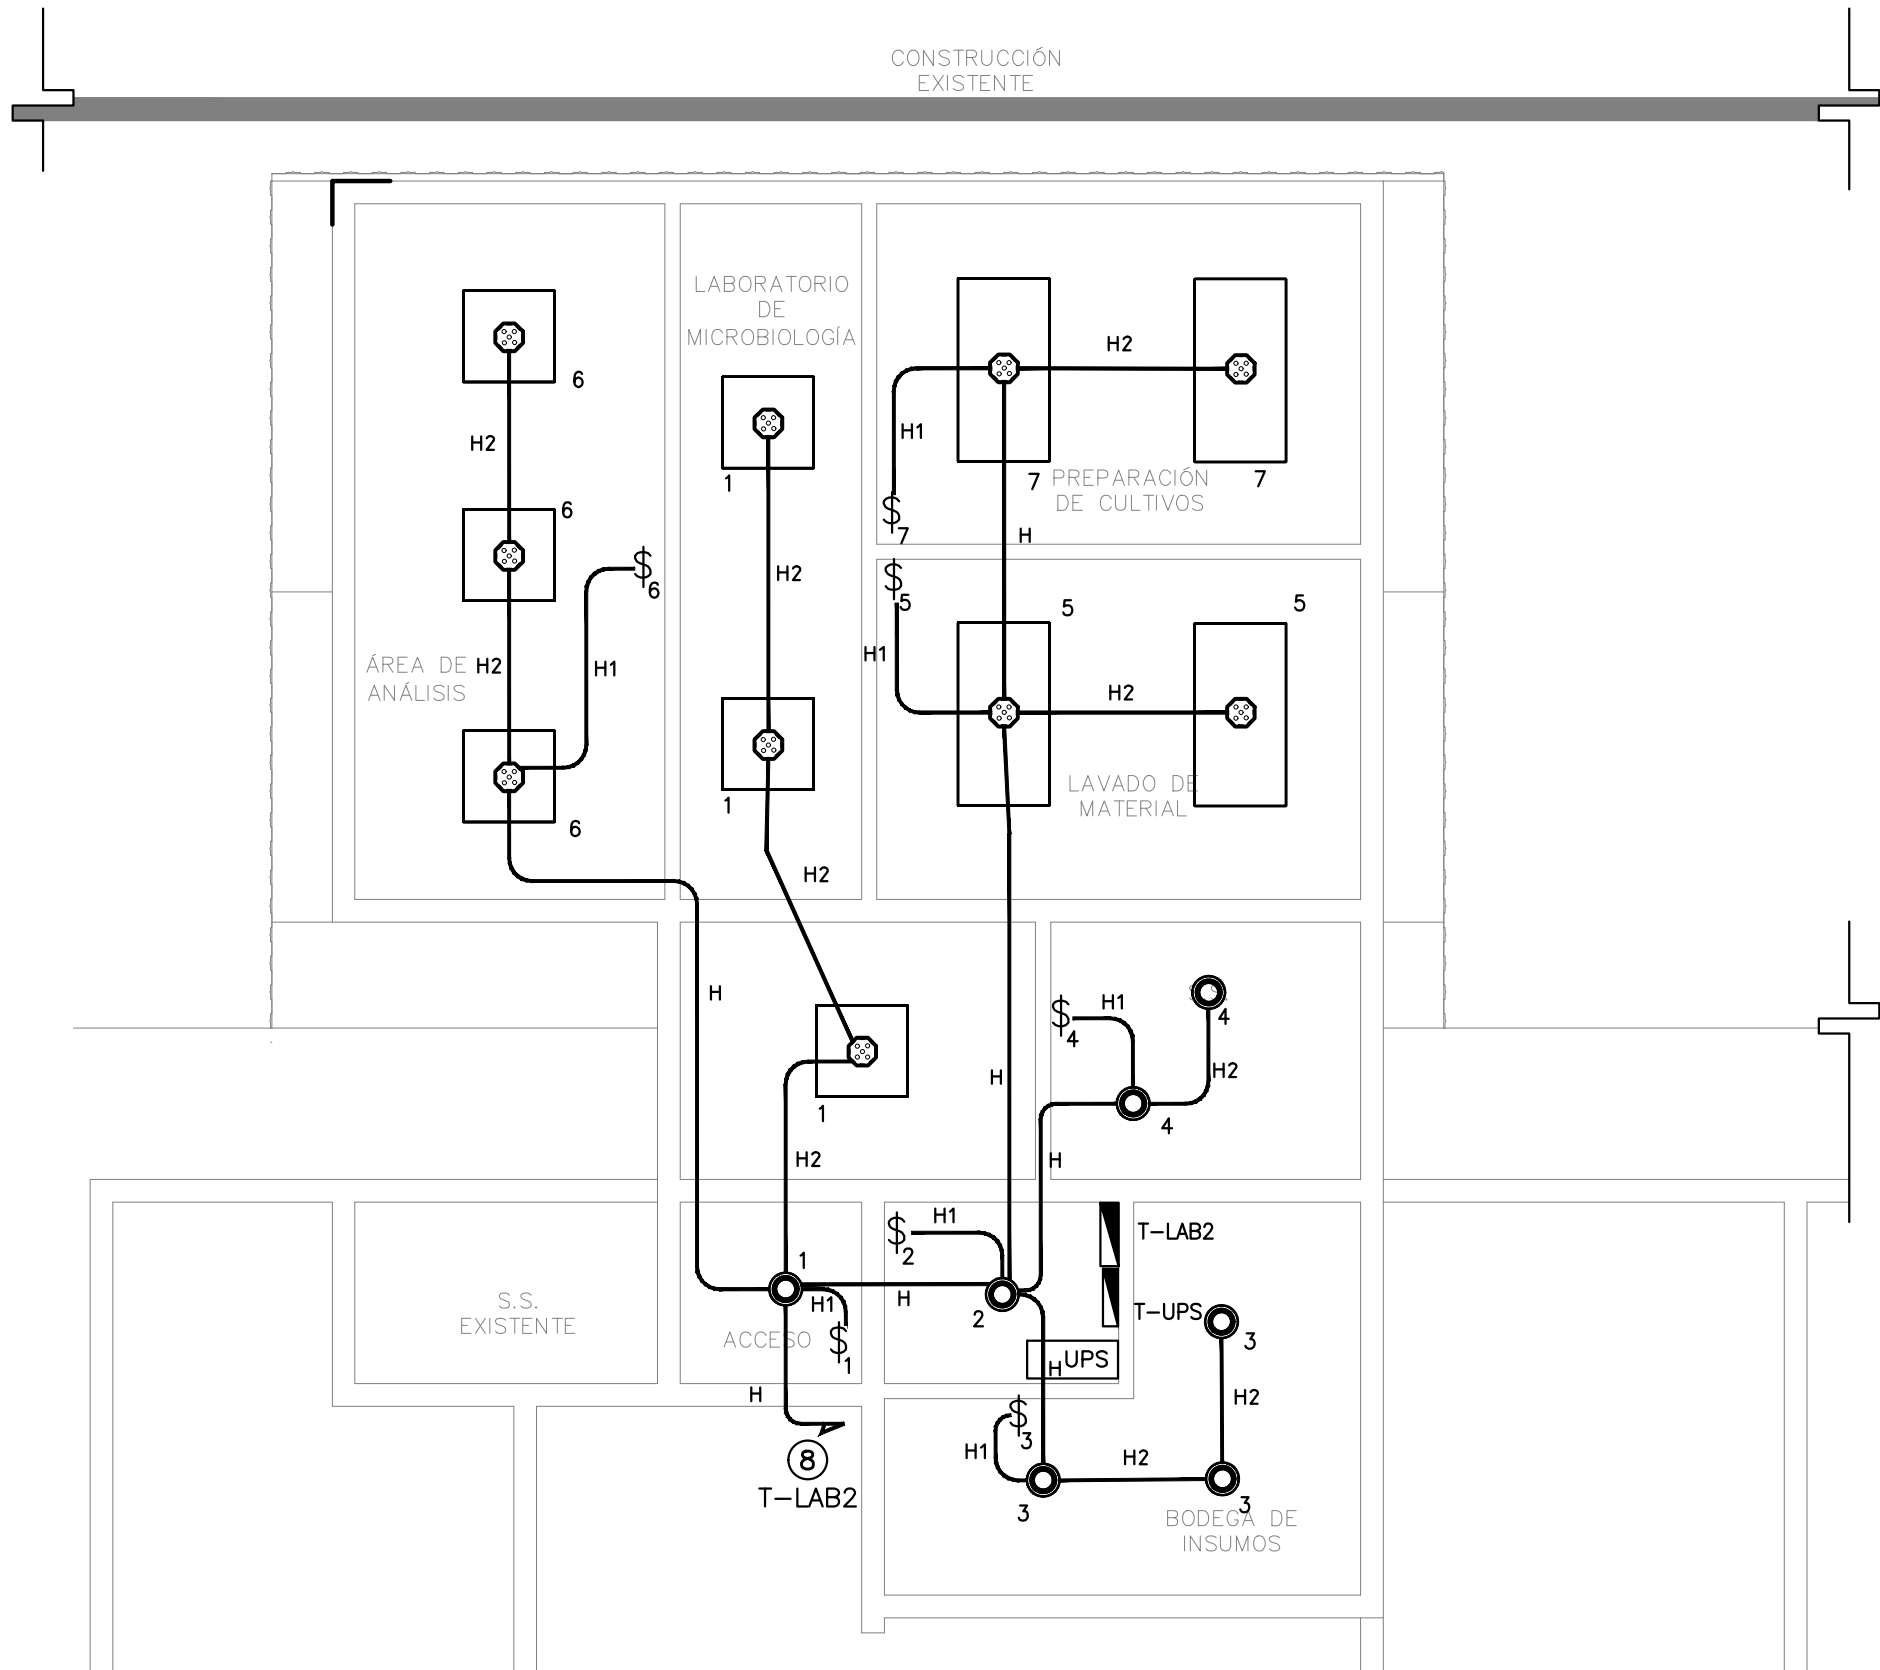 CONSTRUCCIÓN
EXISTENTE
LABORATORIO
DE
MICROBIOLOGÍA
H2
6
H2
1
H1
7
PREPARACIÓN
DE CULTIVOS
7
$
7
6
H
$
6
H2
$
5
5
5
H1
ÁREA DE
ANÁLISIS
H2
H1
H2
LAVADO DE
MATERIAL
1
6
H2
H
H1
$
4
4
H
H2
1
4
H2
H
H1
$
2
T-LAB2
1
S.S.
EXISTENTE
H1
H
2
T-UPS
ACCESO
$
1
3
H
UPS
H
H2
$
3
H1
H2
8
T-LAB2
3
3
BODEGA DE
INSUMOS